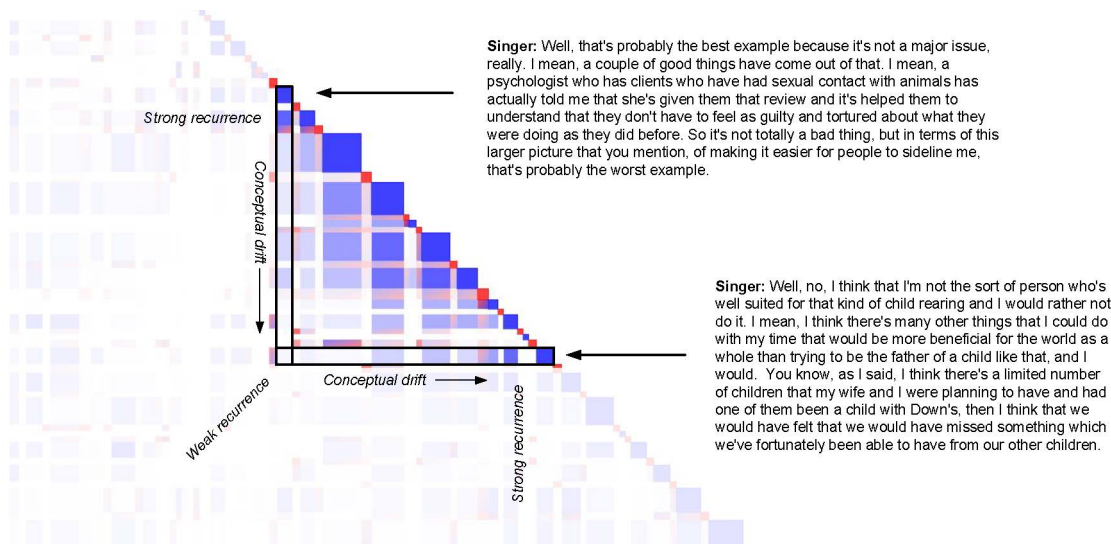 Singer: Well, that's probably the best example because it's not a major issue,
really. I mean, a couple of good things have come out of that. I mean, a
psychologist who has clients who have had sexual contact with animals has
actually told me that she's given them that review and it's helped them to
understand that they don't have to feel as guilty and tortured about what they
were doing as they did before. So it's not totally a bad thing, but in terms of this
larger picture that you mention, of making it easier for people to sideline me,
that's probably the worst example.
Strong recurrence
Conceptual drift
Singer: Well, no, I think that I'm not the sort of person who's
well suited for that kind of child rearing and I would rather not
do it. I mean, I think there's many other things that I could do
with my time that would be more beneficial for the world as a
whole than trying to be the father of a child like that, and I
would. You know, as I said, I think there's a limited number
of children that my wife and I were planning to have and had
one of them been a child with Down's, then I think that we
would have felt that we would have missed something which
we've fortunately been able to have from our other children.
Conceptual drift
Weak recurrence
Strong recurrence